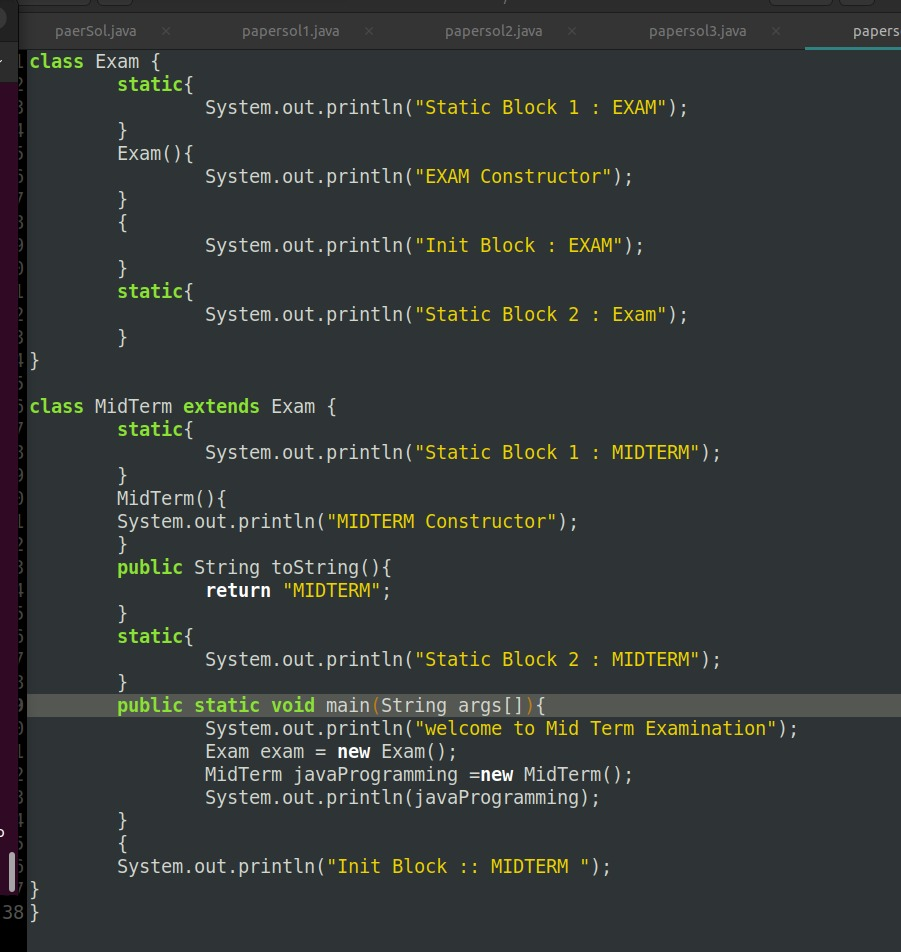 paerSol.java × papersol1.java × papersol2.java × papersol3.java × papers
class Exam {
static{
System.out.println("Static Block 1 : EXAM");
}
Exam(){
System.out.println("EXAM Constructor");
}
{
System.out.println("Init Block : EXAM");
}
static{
System.out.println("Static Block 2 : Exam");
}
}
class MidTerm extends Exam {
static{
System.out.println("Static Block 1 : MIDTERM");
}
MidTerm(){
System.out.println("MIDTERM Constructor");
}
public String toString(){
return "MIDTERM";
}
static{
System.out.println("Static Block 2 : MIDTERM");
}
public static void main(String args[]){
System.out.println("welcome to Mid Term Examination");
Exam exam = new Exam();
MidTerm javaProgramming =new MidTerm();
System.out.println(javaProgramming);
}
{
System.out.println("Init Block :: MIDTERM ");
}
38 }